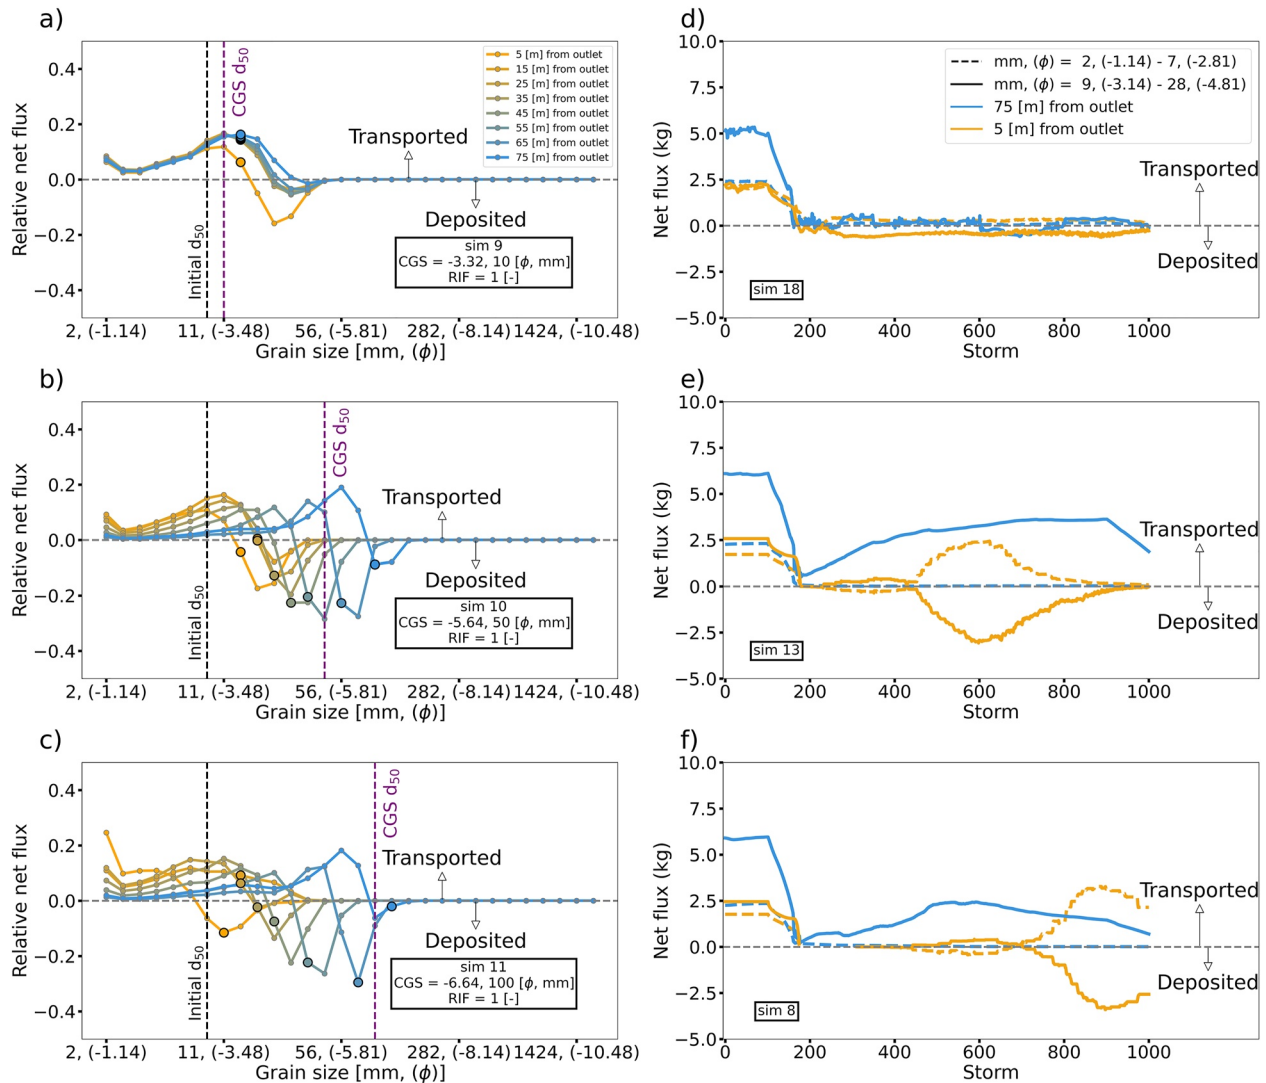 a)
0.4
0.2
0.0
−0.2
−0.4
Relative net flux
Initial d50
CGS d50
5 [m] from outlet
15 [m] from outlet
25 [m] from outlet
35 [m] from outlet
45 [m] from outlet
55 [m] from outlet
65 [m] from outlet
75 [m] from outlet
Transported
Deposited
sim 9
CGS = -3.32, 10 [ϕ, mm]
RIF = 1 [-]
2, (-1.14) 11, (-3.48) 56, (-5.81) 282, (-8.14) 1424, (-10.48)
Grain size [mm, (ϕ)]
d)
10.0
7.5
5.0
2.5
0.0
−2.5
−5.0
Net flux (kg)
mm, (ϕ) = 2, (-1.14) - 7, (-2.81)
mm, (ϕ) = 9, (-3.14) - 28, (-4.81)
75 [m] from outlet
5 [m] from outlet
Transported
Deposited
sim 18
0 200 400 600 800 1000
Storm
b)
0.4
0.2
0.0
−0.2
−0.4
Relative net flux
Initial d50
CGS d50
Transported
Deposited
sim 10
CGS = -5.64, 50 [ϕ, mm]
RIF = 1 [-]
2, (-1.14) 11, (-3.48) 56, (-5.81) 282, (-8.14) 1424, (-10.48)
Grain size [mm, (ϕ)]
e)
10.0
7.5
5.0
2.5
0.0
−2.5
−5.0
Net flux (kg)
Transported
Deposited
sim 13
0 200 400 600 800 1000
Storm
c)
0.4
0.2
0.0
−0.2
−0.4
Relative net flux
Initial d50
CGS d50
Transported
Deposited
sim 11
CGS = -6.64, 100 [ϕ, mm]
RIF = 1 [-]
2, (-1.14) 11, (-3.48) 56, (-5.81) 282, (-8.14) 1424, (-10.48)
Grain size [mm, (ϕ)]
f)
10.0
7.5
5.0
2.5
0.0
−2.5
−5.0
Net flux (kg)
Transported
Deposited
sim 8
0 200 400 600 800 1000
Storm